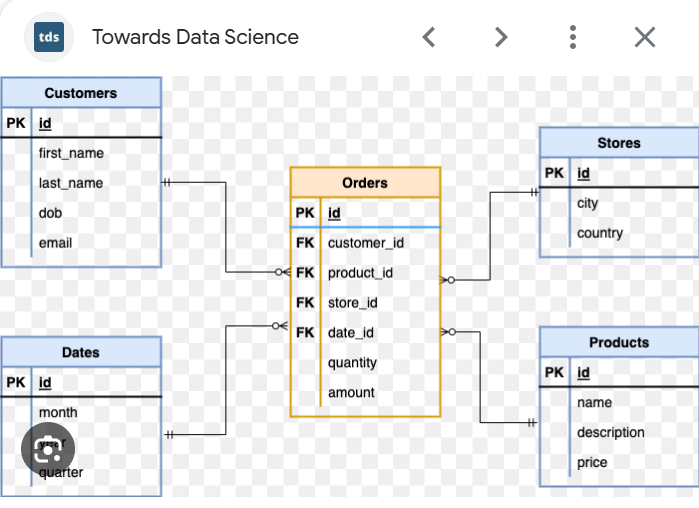 tds Towards Data Science
Customers
PK id
first_name
last_name
dob
email
Orders
PK id
FK customer_id
FK product_id
FK store_id
FK date_id
quantity
amount
Stores
PK id
city
country
Dates
PK id
month
quarter
Products
PK id
name
description
price